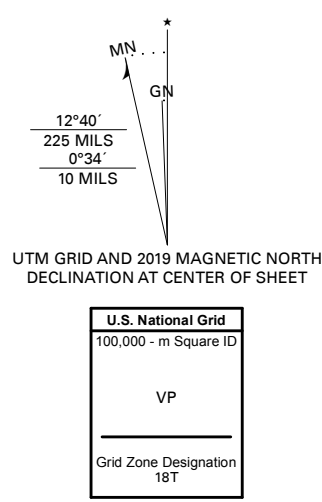 ★
MN
GN
12°40´
225 MILS
0°34´
10 MILS
UTM GRID AND 2019 MAGNETIC NORTH
DECLINATION AT CENTER OF SHEET
U.S. National Grid
100,000 - m Square ID
VP
Grid Zone Designation
18T